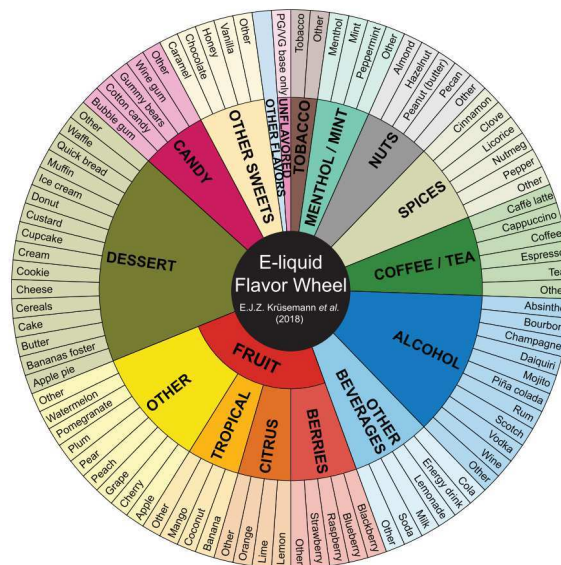 E-liquid
Flavor Wheel
E.J.Z. Krüsemann et al.
(2018)
TOBACCO
Tobacco
Other
MENTHOL / MINT
Menthol
Mint
Peppermint
Other
NUTS
Almond
Hazelnut
Peanut (butter)
Pecan
Other
SPICES
Cinnamon
Clove
Licorice
Nutmeg
Pepper
Other
COFFEE / TEA
Caffè latte
Cappuccino
Coffee
Espresso
Tea
Other
ALCOHOL
Absinthe
Bourbon
Champagne
Daiquiri
Mojito
Piña colada
Rum
Scotch
Vodka
Wine
Other
OTHER
BEVERAGES
Cola
Energy drink
Lemonade
Milk
Soda
Other
FRUIT
BERRIES
Blackberry
Blueberry
Raspberry
Strawberry
Other
CITRUS
Lemon
Lime
Orange
Other
TROPICAL
Banana
Coconut
Mango
Other
OTHER
Apple
Cherry
Grape
Peach
Pear
Plum
Pomegranate
Watermelon
Other
DESSERT
Apple pie
Bananas foster
Butter
Cake
Cereals
Cheese
Cookie
Cream
Cupcake
Custard
Donut
Ice cream
Muffin
Quick bread
Waffle
Other
CANDY
Bubble gum
Cotton candy
Gummy bears
Wine gum
Other
OTHER SWEETS
Caramel
Chocolate
Honey
Vanilla
Other
OTHER FLAVORS
UNFLAVORED
PG/VG base only